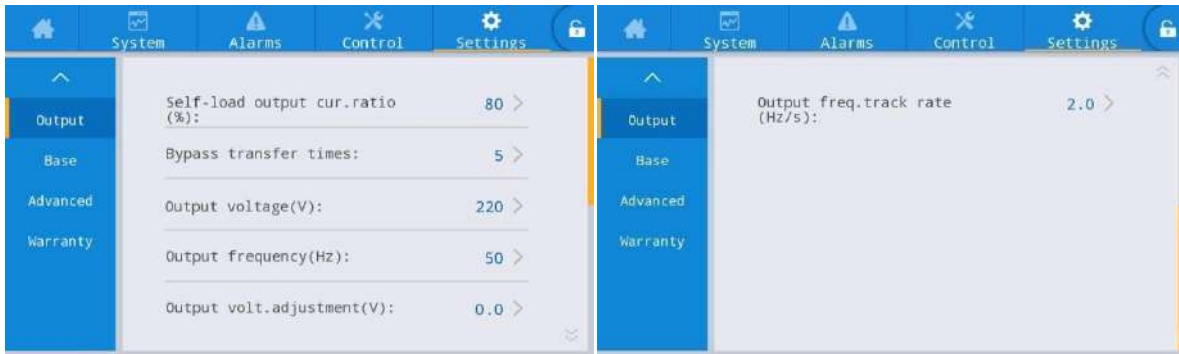 System Alarms Control Settings
Output
Base
Advanced
Warranty
Self-load output cur.ratio
(%): 80 >
Bypass transfer times: 5 >
Output voltage(V): 220 >
Output frequency(Hz): 50 >
Output volt.adjustment(V): 0.0 >
System Alarms Control Settings
Output
Base
Advanced
Warranty
Output freq.track rate
(Hz/s): 2.0 >